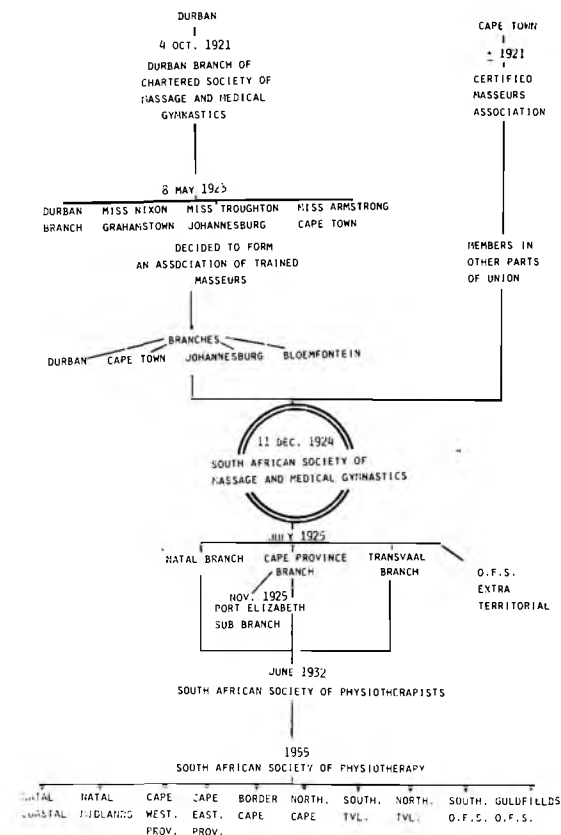 DURBAN
4 OCT. 1921
DURBAN BRANCH OF
CHARTERED SOCIETY OF
MASSAGE AND MEDICAL
GYMNASTICS
CAPE TOWN
± 1921
CERTIFIED
MASSEURS
ASSOCIATION
8 MAY 1923
DURBAN MISS NIXON MISS TROUGHTON MISS ARMSTRONG
BRANCH GRAHAMSTOWN JOHANNESBURG CAPE TOWN
DECIDED TO FORM
AN ASSOCIATION OF TRAINED
MASSEURS
MEMBERS IN
OTHER PARTS
OF UNION
BRANCHES
DURBAN CAPE TOWN JOHANNESBURG BLOEMFONTEIN
11 DEC. 1924
SOUTH AFRICAN SOCIETY OF
MASSAGE AND MEDICAL GYMNASTICS
JULY 1925
NATAL BRANCH CAPE PROVINCE TRANSVAAL
BRANCH BRANCH
O.F.S.
EXTRA
TERRITORIAL
NOV. 1925
PORT ELIZABETH
SUB BRANCH
JUNE 1932
SOUTH AFRICAN SOCIETY OF PHYSIOTHERAPISTS
1955
SOUTH AFRICAN SOCIETY OF PHYSIOTHERAPY
NATAL NATAL CAPE CAPE BORDER NORTH. SOUTH. NORTH. SOUTH. GOLDFIELDS
COASTAL MIDLANDS WEST. EAST. CAPE CAPE TVL. TVL. O.F.S. O.F.S.
PROV. PROV.